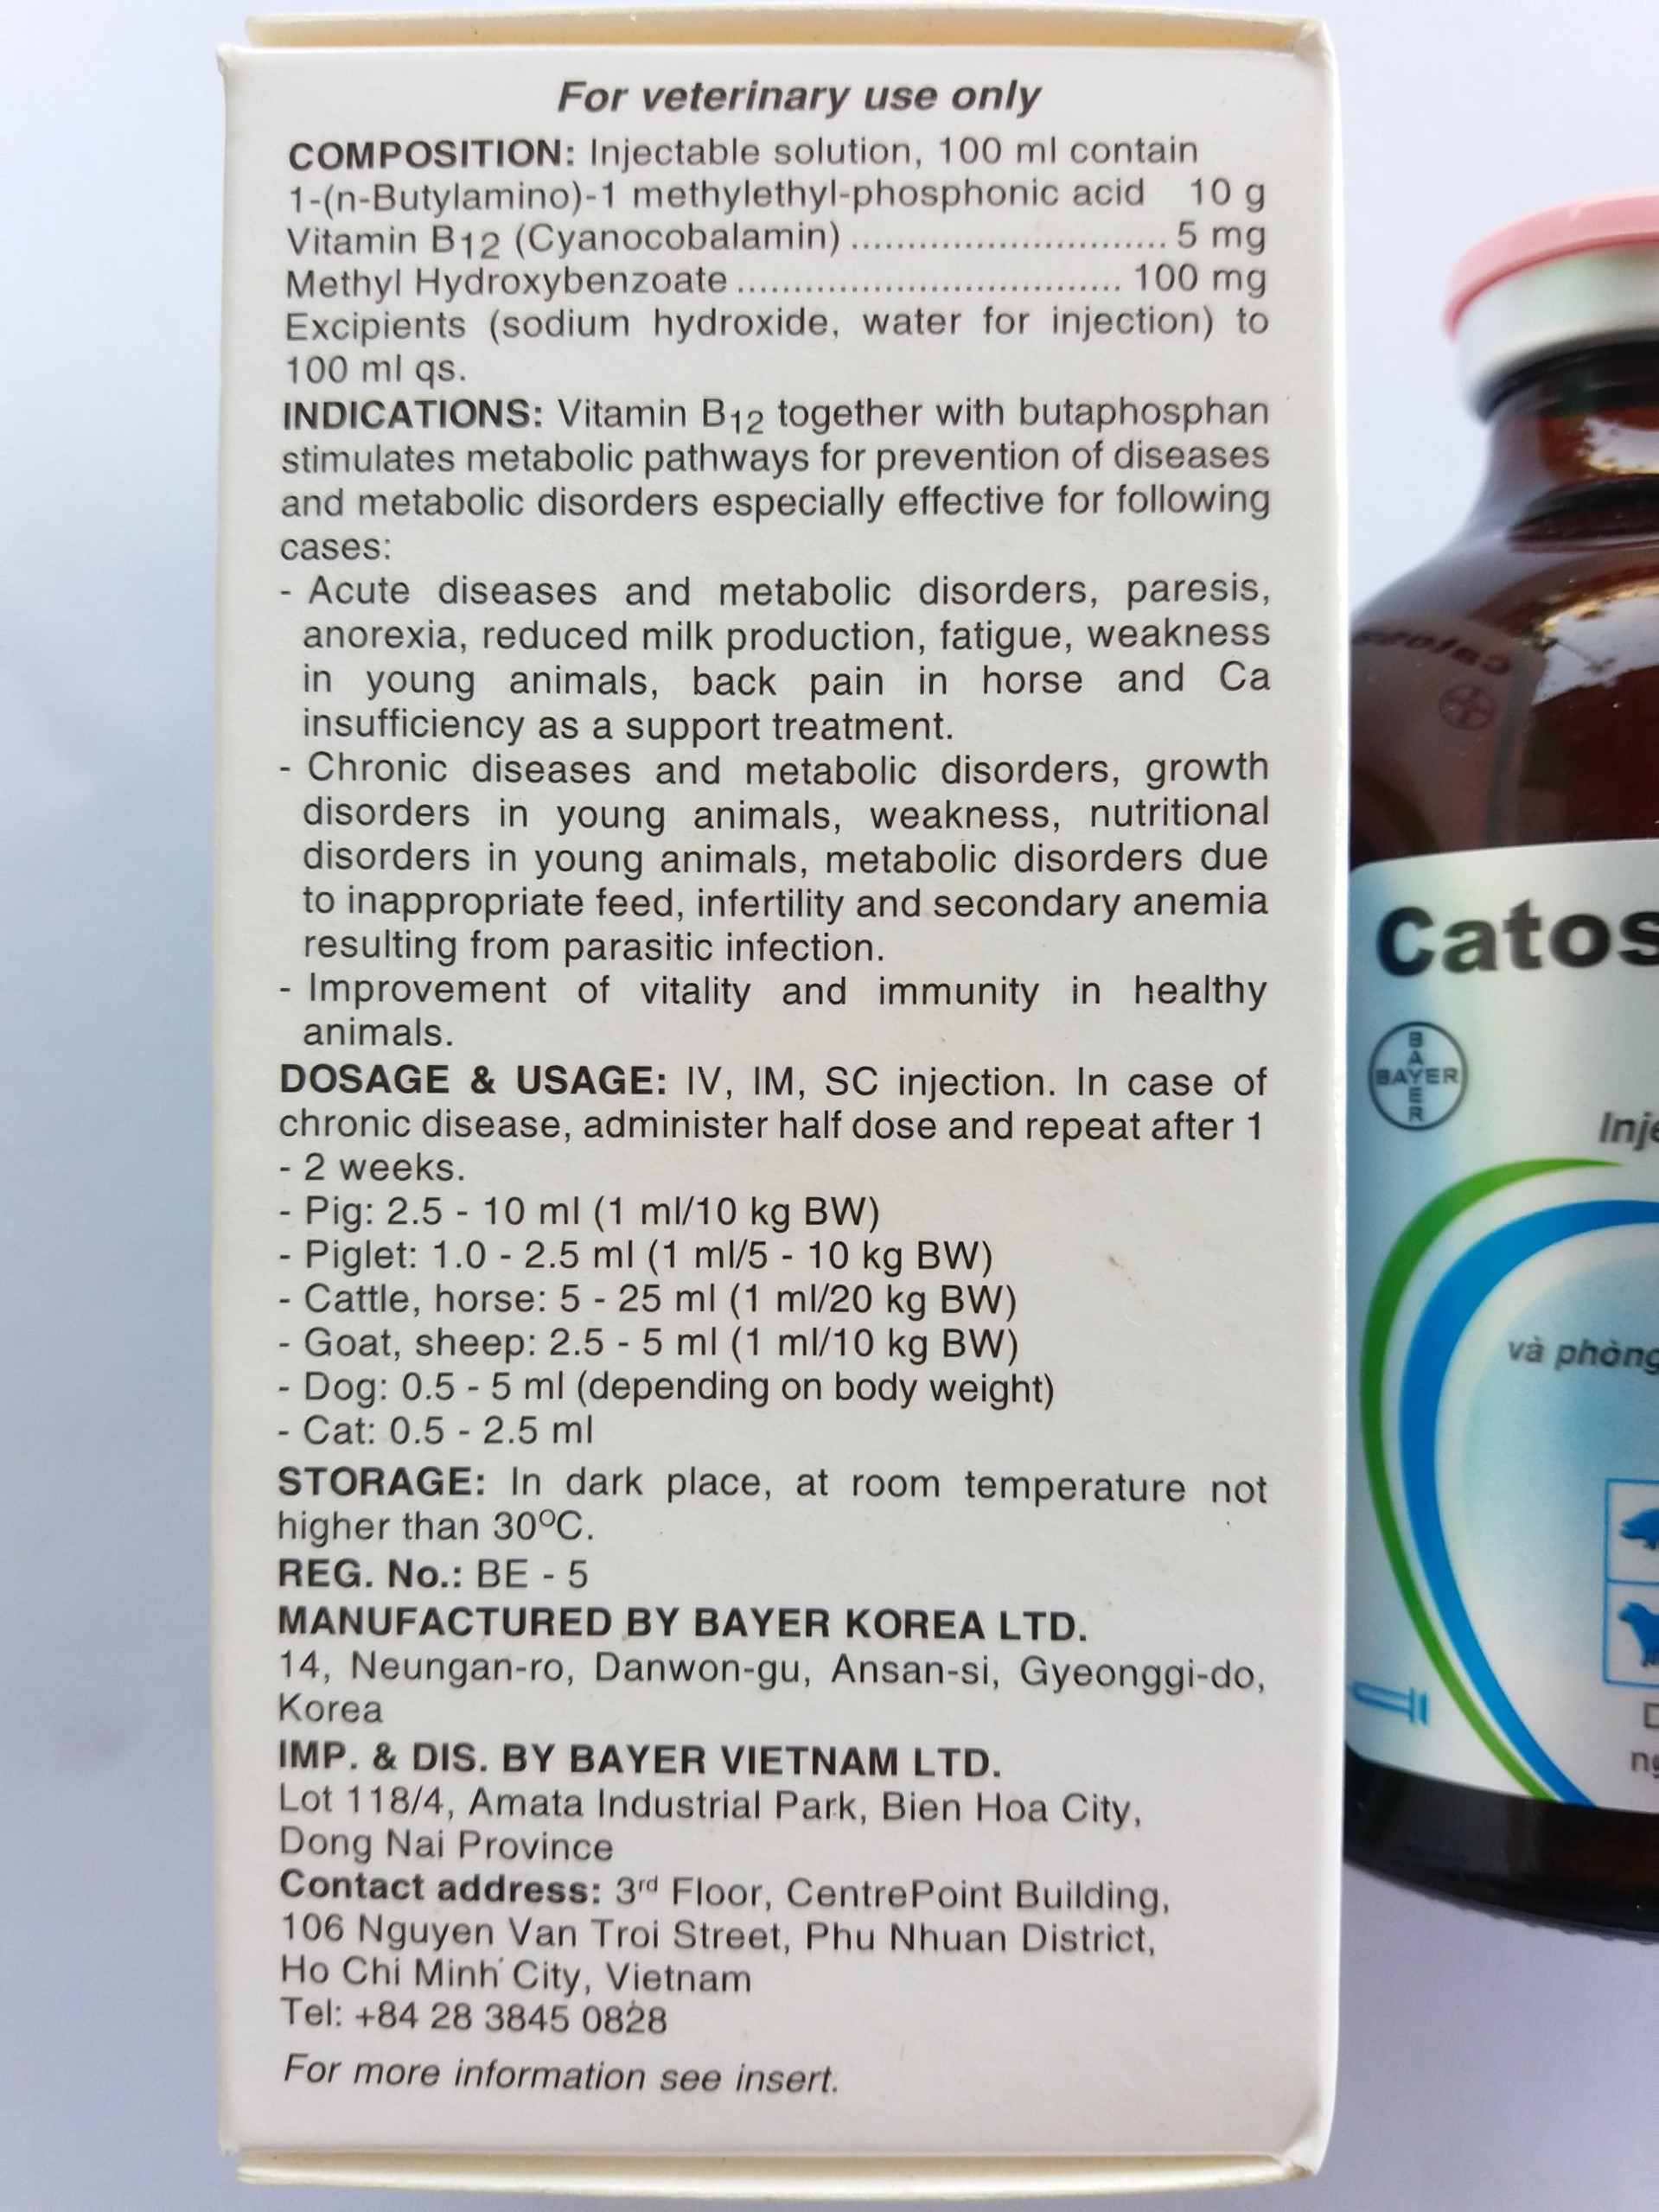 For veterinary use only
COMPOSITION: Injectable solution, 100 ml contain
1-(n-Butylamino)-1 methylethyl-phosphonic acid 10 g
Vitamin B12 (Cyanocobalamin) ............................ 5 mg
Methyl Hydroxybenzoate .................................. 100 mg
Excipients (sodium hydroxide, water for injection) to
100 ml qs.
INDICATIONS: Vitamin B12 together with butaphosphan
stimulates metabolic pathways for prevention of diseases
and metabolic disorders especially effective for following
cases:
- Acute diseases and metabolic disorders, paresis,
anorexia, reduced milk production, fatigue, weakness
in young animals, back pain in horse and Ca
insufficiency as a support treatment.
- Chronic diseases and metabolic disorders, growth
disorders in young animals, weakness, nutritional
disorders in young animals, metabolic disorders due
to inappropriate feed, infertility and secondary anemia
resulting from parasitic infection.
- Improvement of vitality and immunity in healthy
animals.
DOSAGE & USAGE: IV, IM, SC injection. In case of
chronic disease, administer half dose and repeat after 1
- 2 weeks.
- Pig: 2.5 - 10 ml (1 ml/10 kg BW)
- Piglet: 1.0 - 2.5 ml (1 ml/5 - 10 kg BW)
- Cattle, horse: 5 - 25 ml (1 ml/20 kg BW)
- Goat, sheep: 2.5 - 5 ml (1 ml/10 kg BW)
- Dog: 0.5 - 5 ml (depending on body weight)
- Cat: 0.5 - 2.5 ml
STORAGE: In dark place, at room temperature not
higher than 30ºC.
REG. No.: BE - 5
MANUFACTURED BY BAYER KOREA LTD.
14, Neungan-ro, Danwon-gu, Ansan-si, Gyeonggi-do,
Korea
IMP. & DIS. BY BAYER VIETNAM LTD.
Lot 118/4, Amata Industrial Park, Bien Hoa City,
Dong Nai Province
Contact address: 3rd Floor, CentrePoint Building,
106 Nguyen Van Troi Street, Phu Nhuan District,
Ho Chi Minh City, Vietnam
Tel: +84 28 3845 0828
For more information see insert.
Catos
BAYER
BAYER
Inje
và phòng